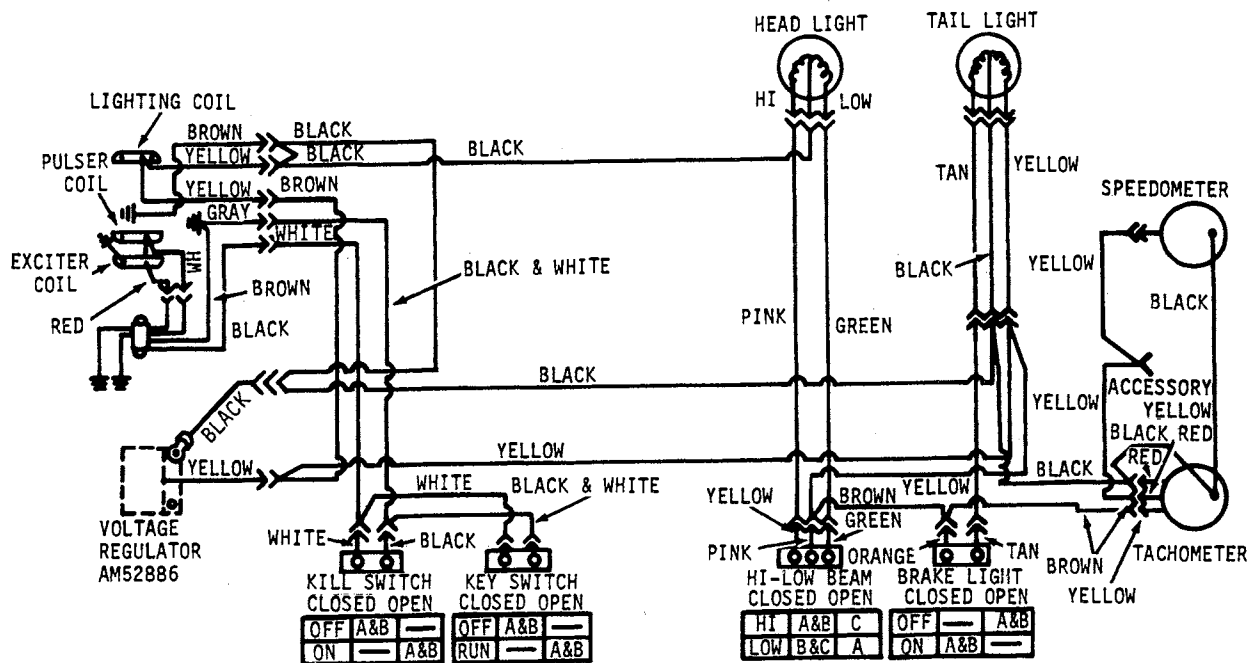 HEAD LIGHT
TAIL LIGHT
HI
LOW
LIGHTING COIL
BROWN
BLACK
PULSER
COIL
YELLOW
BLACK
BLACK
TAN
YELLOW
YELLOW
BROWN
GRAY
WHITE
SPEEDOMETER
EXCITER
COIL
WH
BROWN
BLACK & WHITE
BLACK
YELLOW
RED
BLACK
PINK
GREEN
BLACK
BLACK
BLACK
YELLOW
ACCESSORY
YELLOW
BLACK
RED
RED
YELLOW
YELLOW
BLACK
WHITE
BLACK & WHITE
YELLOW
BROWN
YELLOW
GREEN
VOLTAGE
REGULATOR
AM52886
WHITE
BLACK
PINK
ORANGE
TAN
BROWN
TACHOMETER
YELLOW
KILL SWITCH
CLOSED OPEN
OFF A&B —
ON — A&B
KEY SWITCH
CLOSED OPEN
OFF A&B —
RUN — A&B
HI-LOW BEAM
CLOSED OPEN
HI A&B C
LOW B&C A
BRAKE LIGHT
CLOSED OPEN
OFF — A&B
ON A&B —